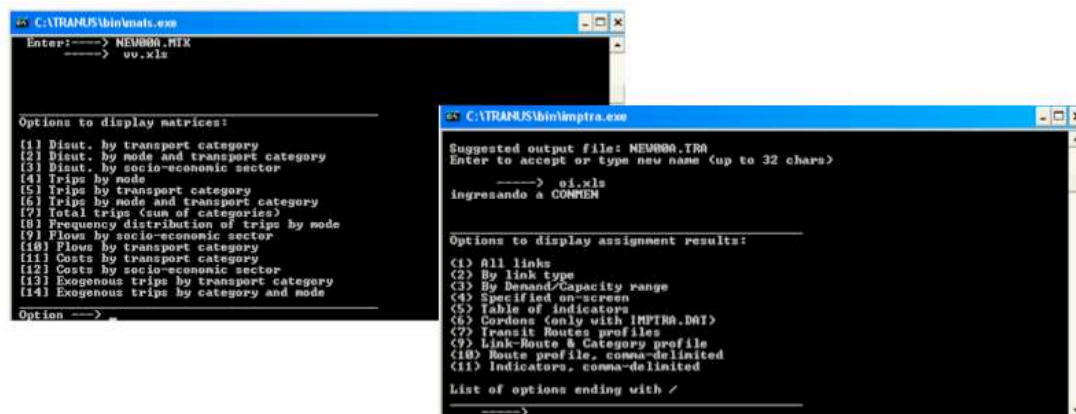 C:\TRANUS\bin\mats.exe
Enter:----> NEW00A.MTX
-----> vv.xls
Options to display matrices:
[1] Disut. by transport category
[2] Disut. by mode and transport category
[3] Disut. by socio-economic sector
[4] Trips by mode
[5] Trips by transport category
[6] Trips by mode and transport category
[7] Total trips (sum of categories)
[8] Frequency distribution of trips by mode
[9] Flows by socio-economic sector
[10] Flows by transport category
[11] Costs by transport category
[12] Costs by socio-economic sector
[13] Exogenous trips by transport category
[14] Exogenous trips by category and mode
Option ---> _
C:\TRANUS\bin\imptra.exe
Suggested output file: NEW00A.TRA
Enter to accept or type new name (up to 32 chars)
-----> oi.xls
ingresando a CONMEN
Options to display assignment results:
(1) All links
(2) By link type
(3) By Demand/Capacity range
(4) Specified on-screen
(5) Table of indicators
(6) Cordons (only with IMPTRA.DAT)
(7) Transit Routes profiles
(9) Link-Route & Category profile
(10) Route profile, comma-delimited
(11) Indicators, comma-delimited
List of options ending with /
----->